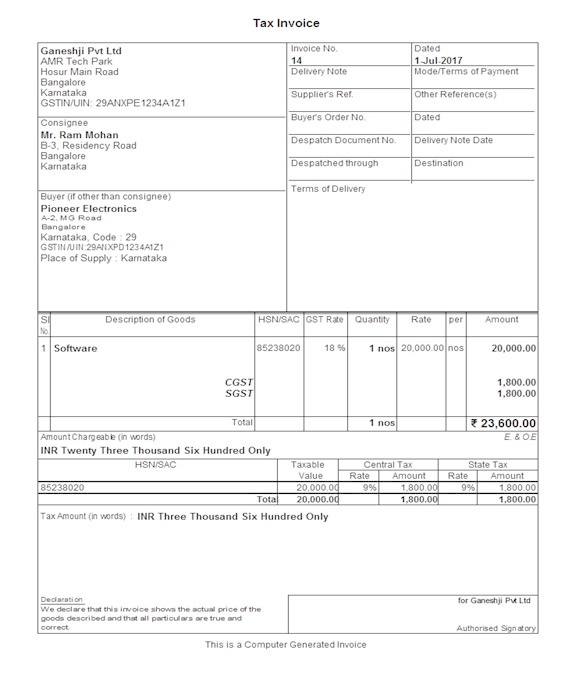 Tax Invoice
Ganeshji Pvt Ltd
AMR Tech Park
Hosur Main Road
Bangalore
Karnataka
GSTIN/UIN: 29ANXPE1234A1Z1
Invoice No.
14
Dated
1-Jul-2017
Delivery Note
Mode/Terms of Payment
Supplier's Ref.
Other Reference(s)
Consignee
Mr. Ram Mohan
B-3, Residency Road
Bangalore
Karnataka
Buyer's Order No.
Dated
Despatch Document No.
Delivery Note Date
Despatched through
Destination
Terms of Delivery
Buyer (if other than consignee)
Pioneer Electronics
A-2, MG Road
Bangalore
Karnataka, Code : 29
GSTIN/UIN:29ANXPD1234A1Z1
Place of Supply : Karnataka
Sl No. Description of Goods HSN/SAC GST Rate Quantity Rate per Amount
1 Software 85238020 18 % 1 nos 20,000.00 nos 20,000.00
CGST 1,800.00
SGST 1,800.00
Total 1 nos ₹ 23,600.00
Amount Chargeable (in words) E. & O.E
INR Twenty Three Thousand Six Hundred Only
HSN/SAC Taxable Value Central Tax State Tax
Rate Amount Rate Amount
85238020 20,000.00 9% 1,800.00 9% 1,800.00
Total 20,000.00 1,800.00 1,800.00
Tax Amount (in words) : INR Three Thousand Six Hundred Only
Declaration
We declare that this invoice shows the actual price of the
goods described and that all particulars are true and
correct.
for Ganeshji Pvt Ltd
Authorised Signatory
This is a Computer Generated Invoice